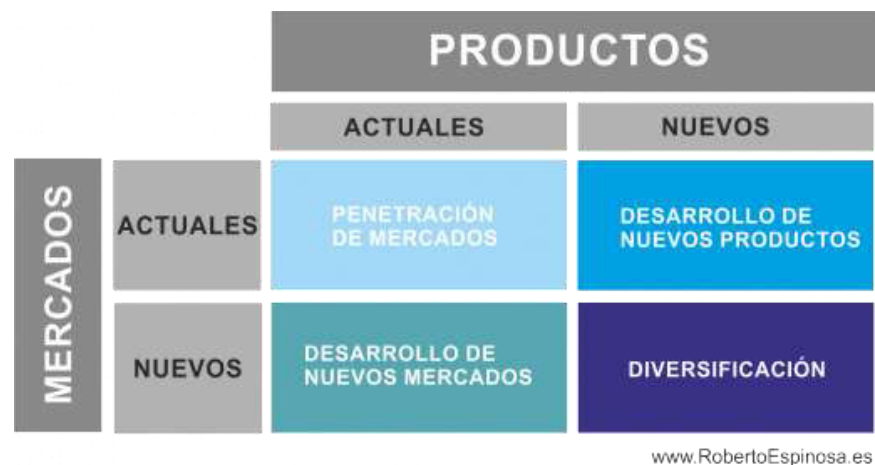 PRODUCTOS
ACTUALES
NUEVOS
MERCADOS
ACTUALES
PENETRACIÓN
DE MERCADOS
DESARROLLO DE
NUEVOS PRODUCTOS
NUEVOS
DESARROLLO DE
NUEVOS MERCADOS
DIVERSIFICACIÓN
www.RobertoEspinosa.es